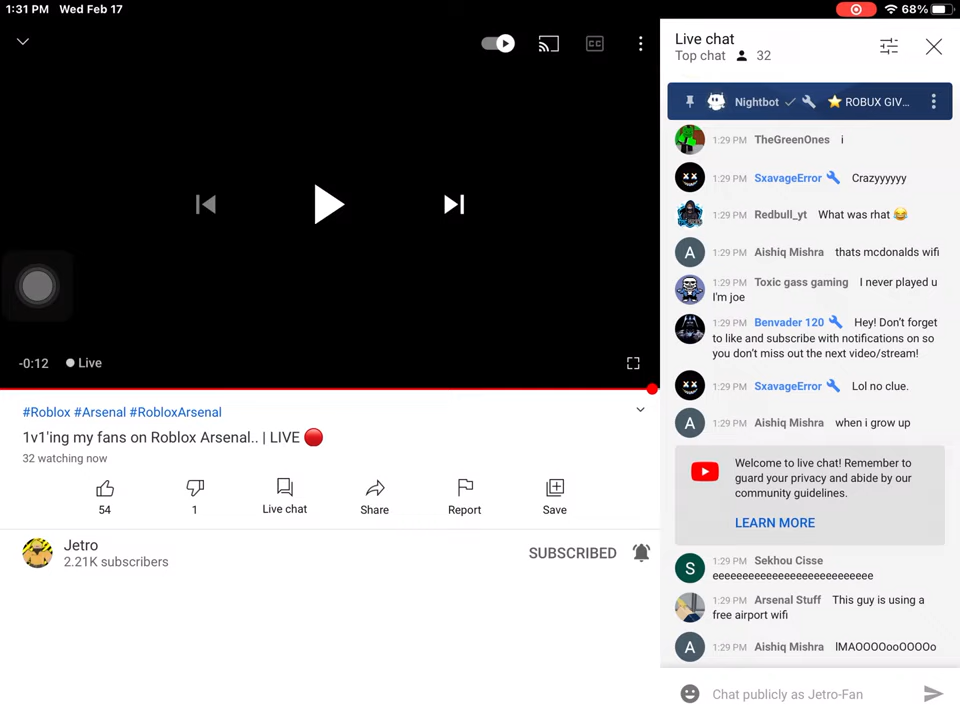 1:31 PM Wed Feb 17
68%
CC
-0:12 Live
#Roblox #Arsenal #RobloxArsenal
1v1'ing my fans on Roblox Arsenal.. | LIVE 🔴
32 watching now
54
1
Live chat
Share
Report
Save
Jetro
2.21K subscribers
SUBSCRIBED
Live chat
Top chat 32
Nightbot ⭐ ROBUX GIV...
1:29 PM TheGreenOnes i
1:29 PM SxavageError Crazyyyyyy
1:29 PM Redbull_yt What was rhat 😂
A 1:29 PM Aishiq Mishra thats mcdonalds wifi
1:29 PM Toxic gass gaming I never played u
I'm joe
1:29 PM Benvader 120 Hey! Don't forget
to like and subscribe with notifications on so
you don't miss out the next video/stream!
1:29 PM SxavageError Lol no clue.
A 1:29 PM Aishiq Mishra when i grow up
Welcome to live chat! Remember to
guard your privacy and abide by our
community guidelines.
LEARN MORE
S 1:29 PM Sekhou Cisse
eeeeeeeeeeeeeeeeeeeeeeeeeee
1:29 PM Arsenal Stuff This guy is using a
free airport wifi
A 1:29 PM Aishiq Mishra lMAOOOOooOOOOo
Chat publicly as Jetro-Fan